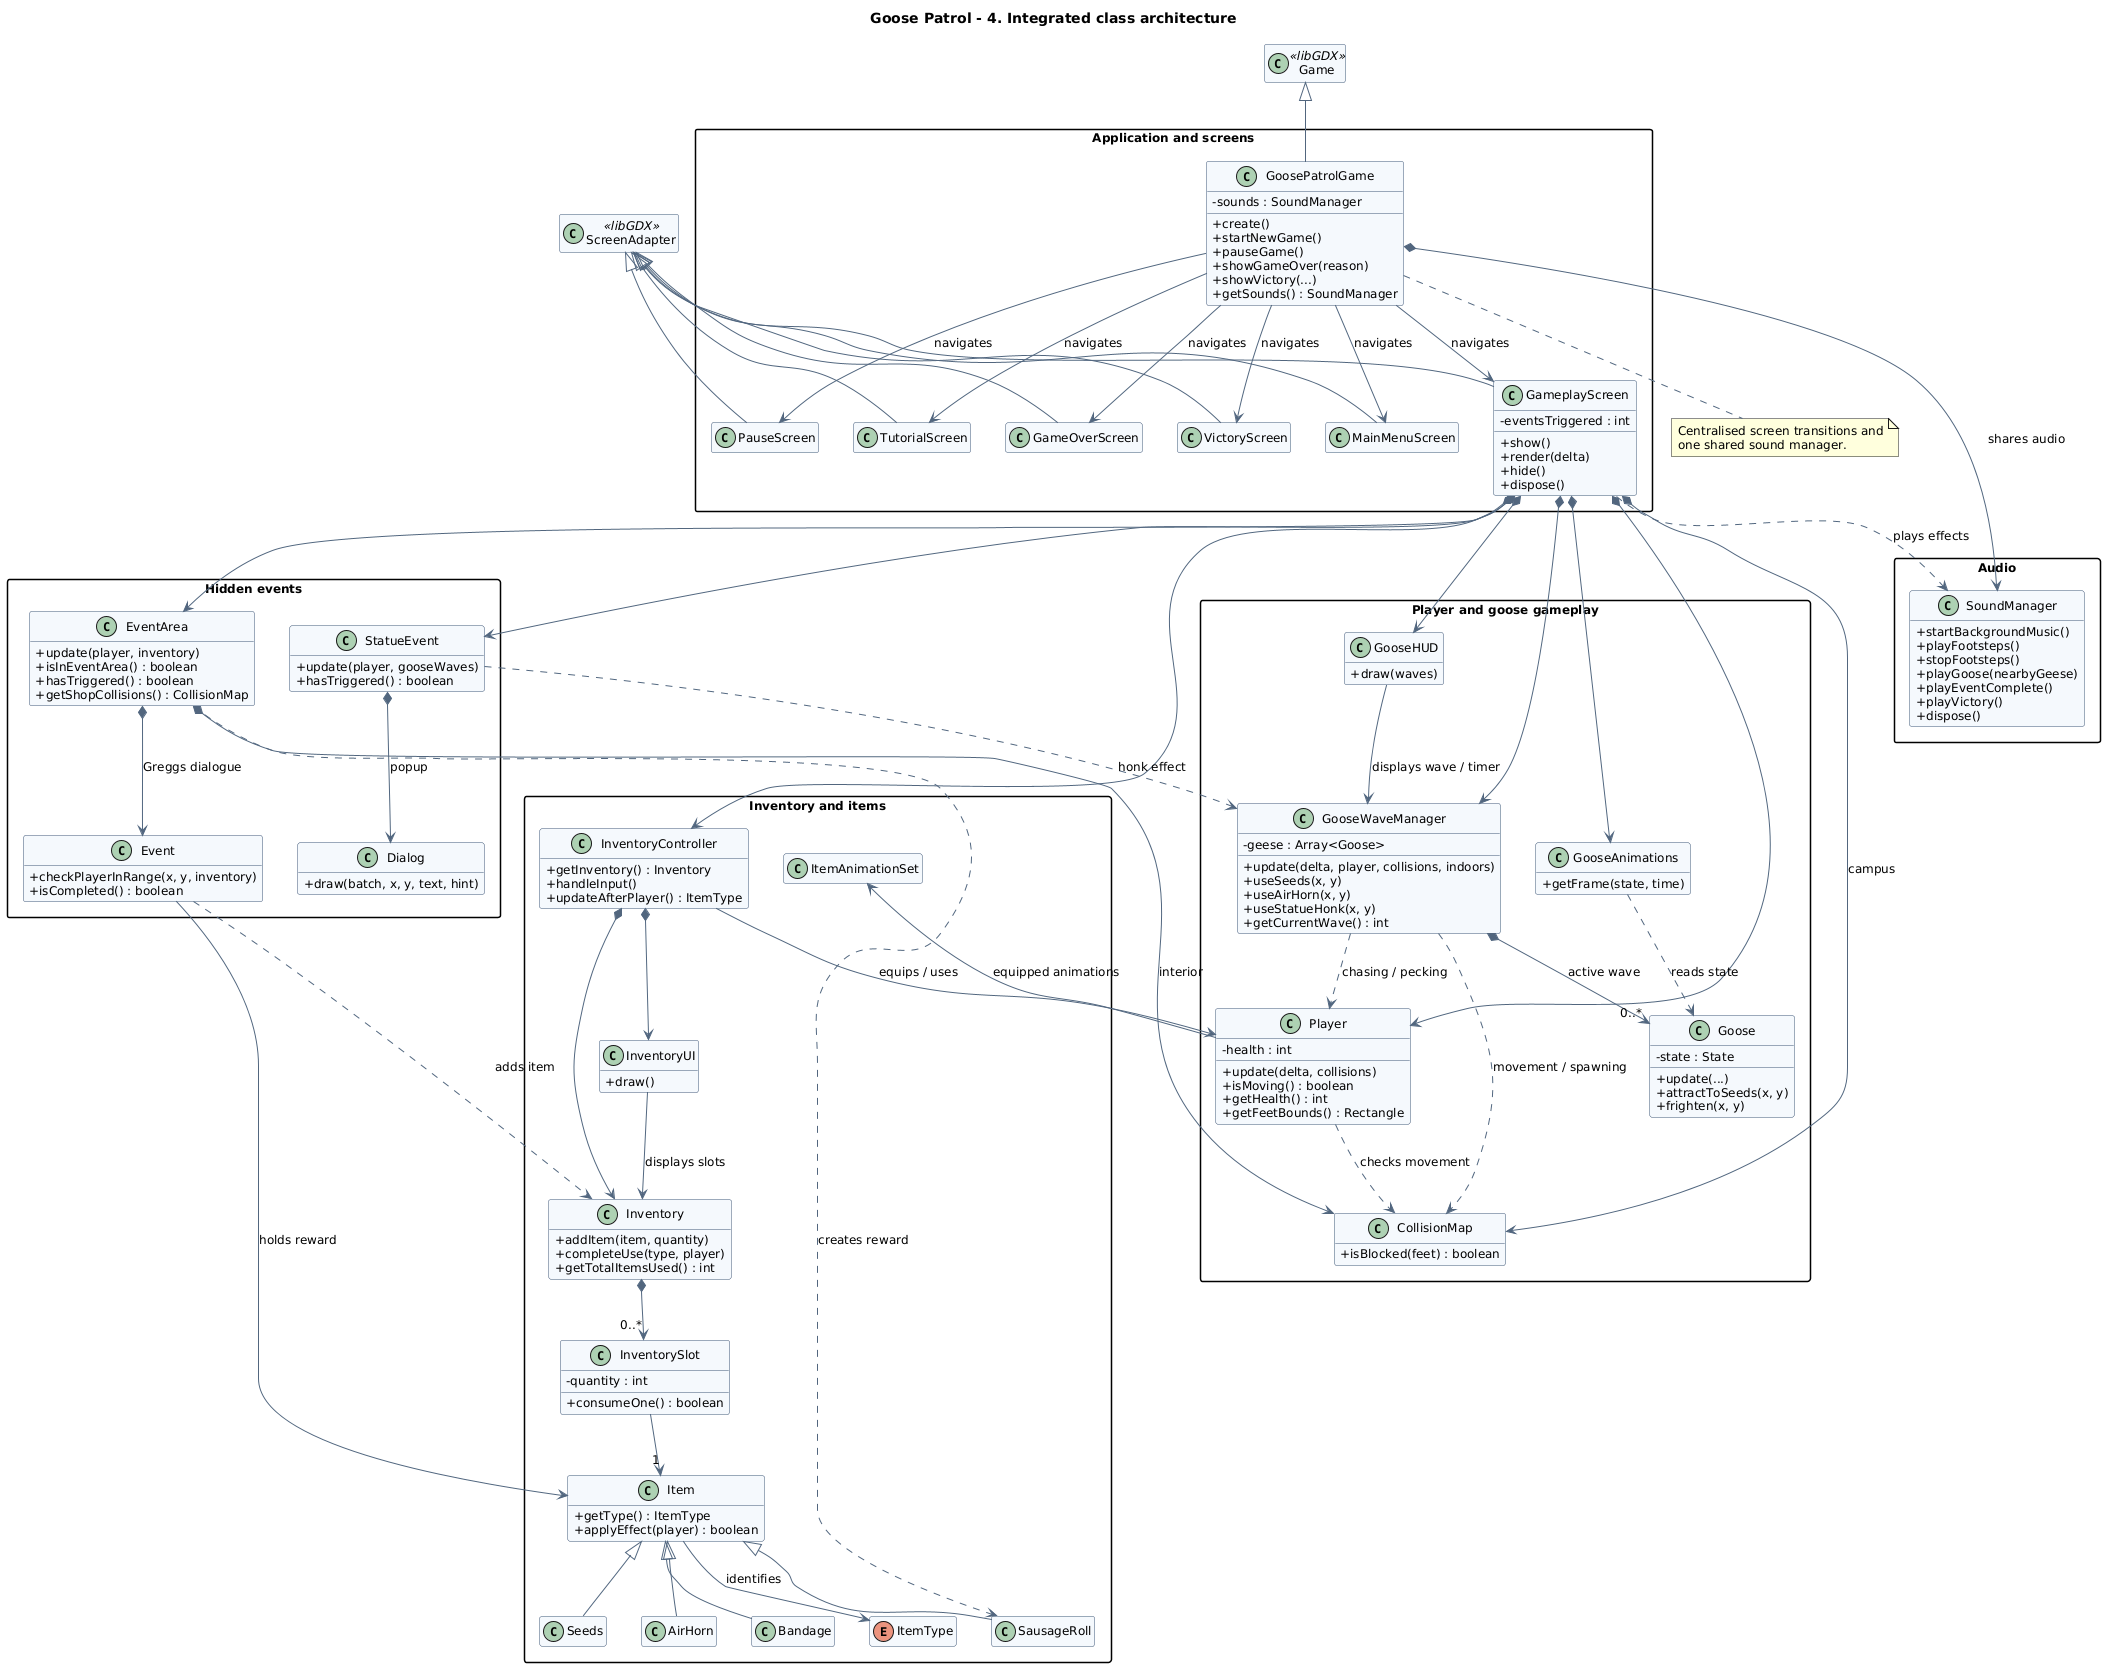 Goose Patrol - 4. Integrated class architecture
«libGDX»
Game
Application and screens
C GoosePatrolGame
-sounds : SoundManager
+create()
+startNewGame()
+pauseGame()
+showGameOver(reason)
+showVictory(...)
+getSounds() : SoundManager
«libGDX»
ScreenAdapter
navigates
navigates
navigates
navigates
navigates
navigates
C PauseScreen
C TutorialScreen
C GameOverScreen
C VictoryScreen
C MainMenuScreen
C GameplayScreen
-eventsTriggered : int
+show()
+render(delta)
+hide()
+dispose()
Centralised screen transitions and
one shared sound manager.
shares audio
plays effects
Hidden events
C EventArea
+update(player, inventory)
+isInEventArea() : boolean
+hasTriggered() : boolean
+getShopCollisions() : CollisionMap
C StatueEvent
+update(player, gooseWaves)
+hasTriggered() : boolean
Greggs dialogue
popup
C Event
+checkPlayerInRange(x, y, inventory)
+isCompleted() : boolean
C Dialog
+draw(batch, x, y, text, hint)
Audio
C SoundManager
+startBackgroundMusic()
+playFootsteps()
+stopFootsteps()
+playGoose(nearbyGeese)
+playEventComplete()
+playVictory()
+dispose()
Player and goose gameplay
C GooseHUD
+draw(waves)
honk effect
displays wave / timer
C GooseWaveManager
-geese : Array<Goose>
+update(delta, player, collisions, indoors)
+useSeeds(x, y)
+useAirHorn(x, y)
+useStatueHonk(x, y)
+getCurrentWave() : int
C GooseAnimations
+getFrame(state, time)
campus
chasing / pecking
active wave
reads state
0..*
C Player
-health : int
+update(delta, collisions)
+isMoving() : boolean
+getHealth() : int
+getFeetBounds() : Rectangle
C Goose
-state : State
+update(...)
+attractToSeeds(x, y)
+frighten(x, y)
movement / spawning
checks movement
C CollisionMap
+isBlocked(feet) : boolean
Inventory and items
C InventoryController
+getInventory() : Inventory
+handleInput()
+updateAfterPlayer() : ItemType
C ItemAnimationSet
equips / uses
equipped animations
interior
C InventoryUI
+draw()
adds item
displays slots
C Inventory
+addItem(item, quantity)
+completeUse(type, player)
+getTotalItemsUsed() : int
holds reward
creates reward
0..*
C InventorySlot
-quantity : int
+consumeOne() : boolean
1
C Item
+getType() : ItemType
+applyEffect(player) : boolean
identifies
C Seeds
C AirHorn
C Bandage
E ItemType
C SausageRoll